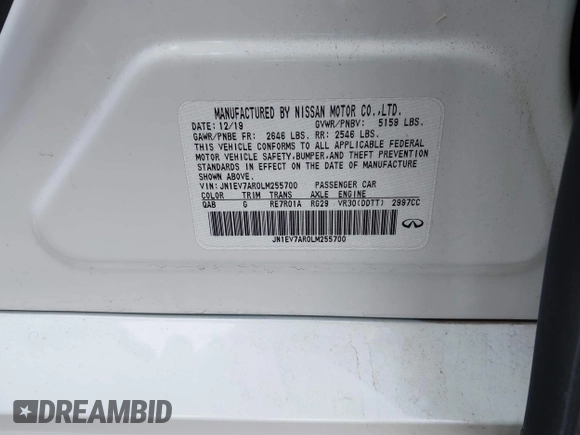 MANUFACTURED BY NISSAN MOTOR CO.,LTD.
DATE: 12/19 GVWR/PNBV: 5159 LBS.
GAWR/PNBE FR: 2646 LBS. RR: 2546 LBS.
THIS VEHICLE CONFORMS TO ALL APPLICABLE FEDERAL
MOTOR VEHICLE SAFETY,BUMPER,AND THEFT PREVENTION
STANDARDS IN EFFECT ON THE DATE OF MANUFACTURE
SHOWN ABOVE.
VIN: JN1EV7AR0LM255700 PASSENGER CAR
COLOR TRIM TRANS AXLE ENGINE
QAB G RE7R01A RG29 VR30(DDTT) 2997CC
JN1EV7AR0LM255700
DREAMBID